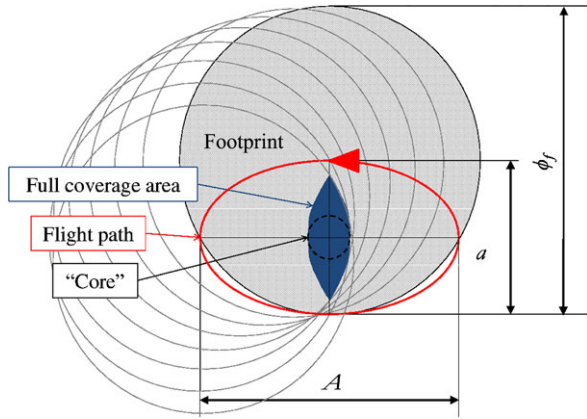 Footprint
Full coverage area
Flight path
“Core”
ϕf
a
A